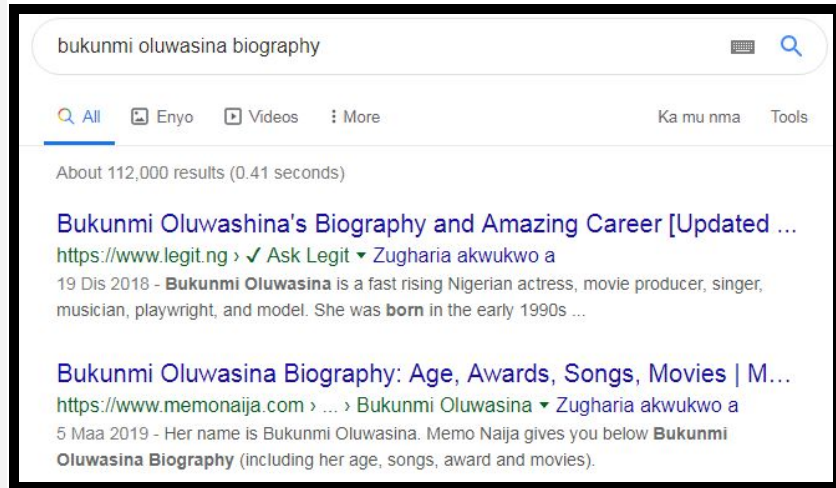 bukunmi oluwasina biography
All Enyo Videos More Ka mu nma Tools
About 112,000 results (0.41 seconds)
Bukunmi Oluwashina's Biography and Amazing Career [Updated ...
https://www.legit.ng › ✓ Ask Legit ▾ Zugharia akwukwo a
19 Dis 2018 - Bukunmi Oluwasina is a fast rising Nigerian actress, movie producer, singer,
musician, playwright, and model. She was born in the early 1990s ...
Bukunmi Oluwasina Biography: Age, Awards, Songs, Movies | M...
https://www.memonaija.com › ... › Bukunmi Oluwasina ▾ Zugharia akwukwo a
5 Maa 2019 - Her name is Bukunmi Oluwasina. Memo Naija gives you below Bukunmi
Oluwasina Biography (including her age, songs, award and movies).